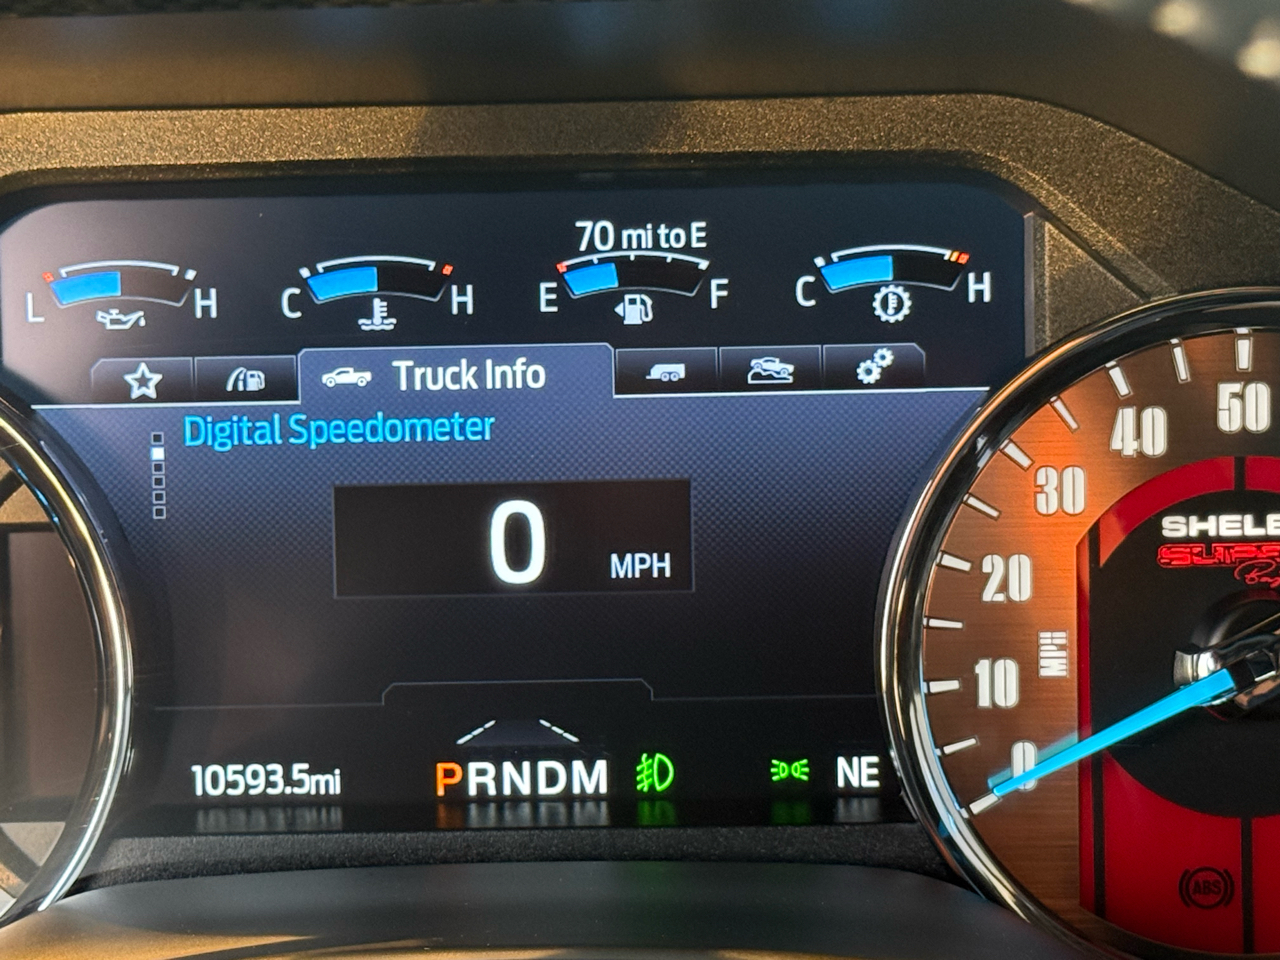 70 mi to E
L H
C H
E F
C H
Truck Info
Digital Speedometer
0 MPH
10593.5mi
PRNDM
NE
50
40
30
20
10
0
MPH
ABS